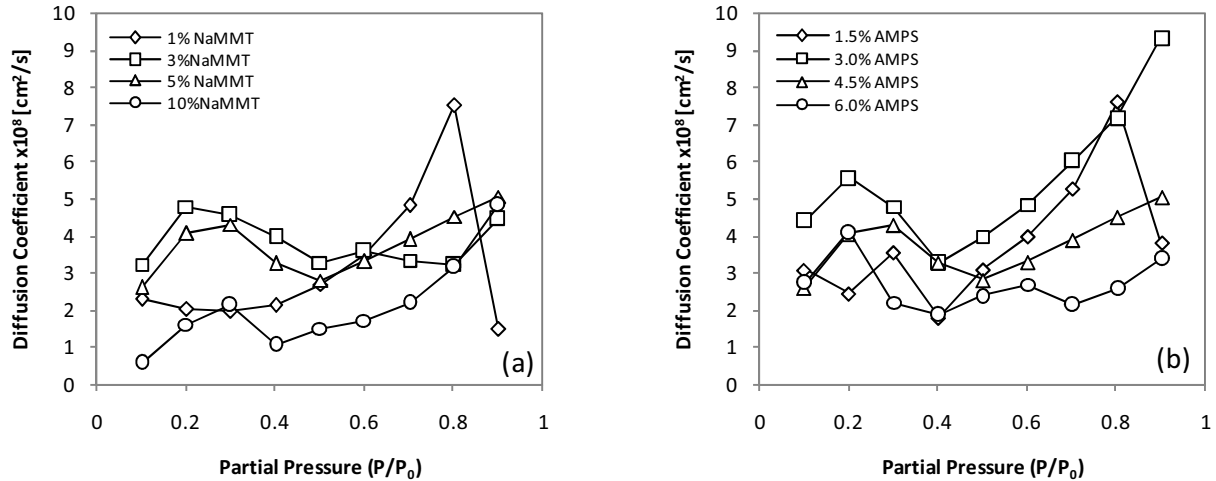 10
9
8
7
6
5
4
3
2
1
0
Diffusion Coefficient x10⁸ [cm²/s]
1% NaMMT
3%NaMMT
5% NaMMT
10%NaMMT
(a)
0 0.2 0.4 0.6 0.8 1
Partial Pressure (P/P₀)
10
9
8
7
6
5
4
3
2
1
0
Diffusion Coefficient x10⁸ [cm²/s]
1.5% AMPS
3.0% AMPS
4.5% AMPS
6.0% AMPS
(b)
0 0.2 0.4 0.6 0.8 1
Partial Pressure (P/P₀)